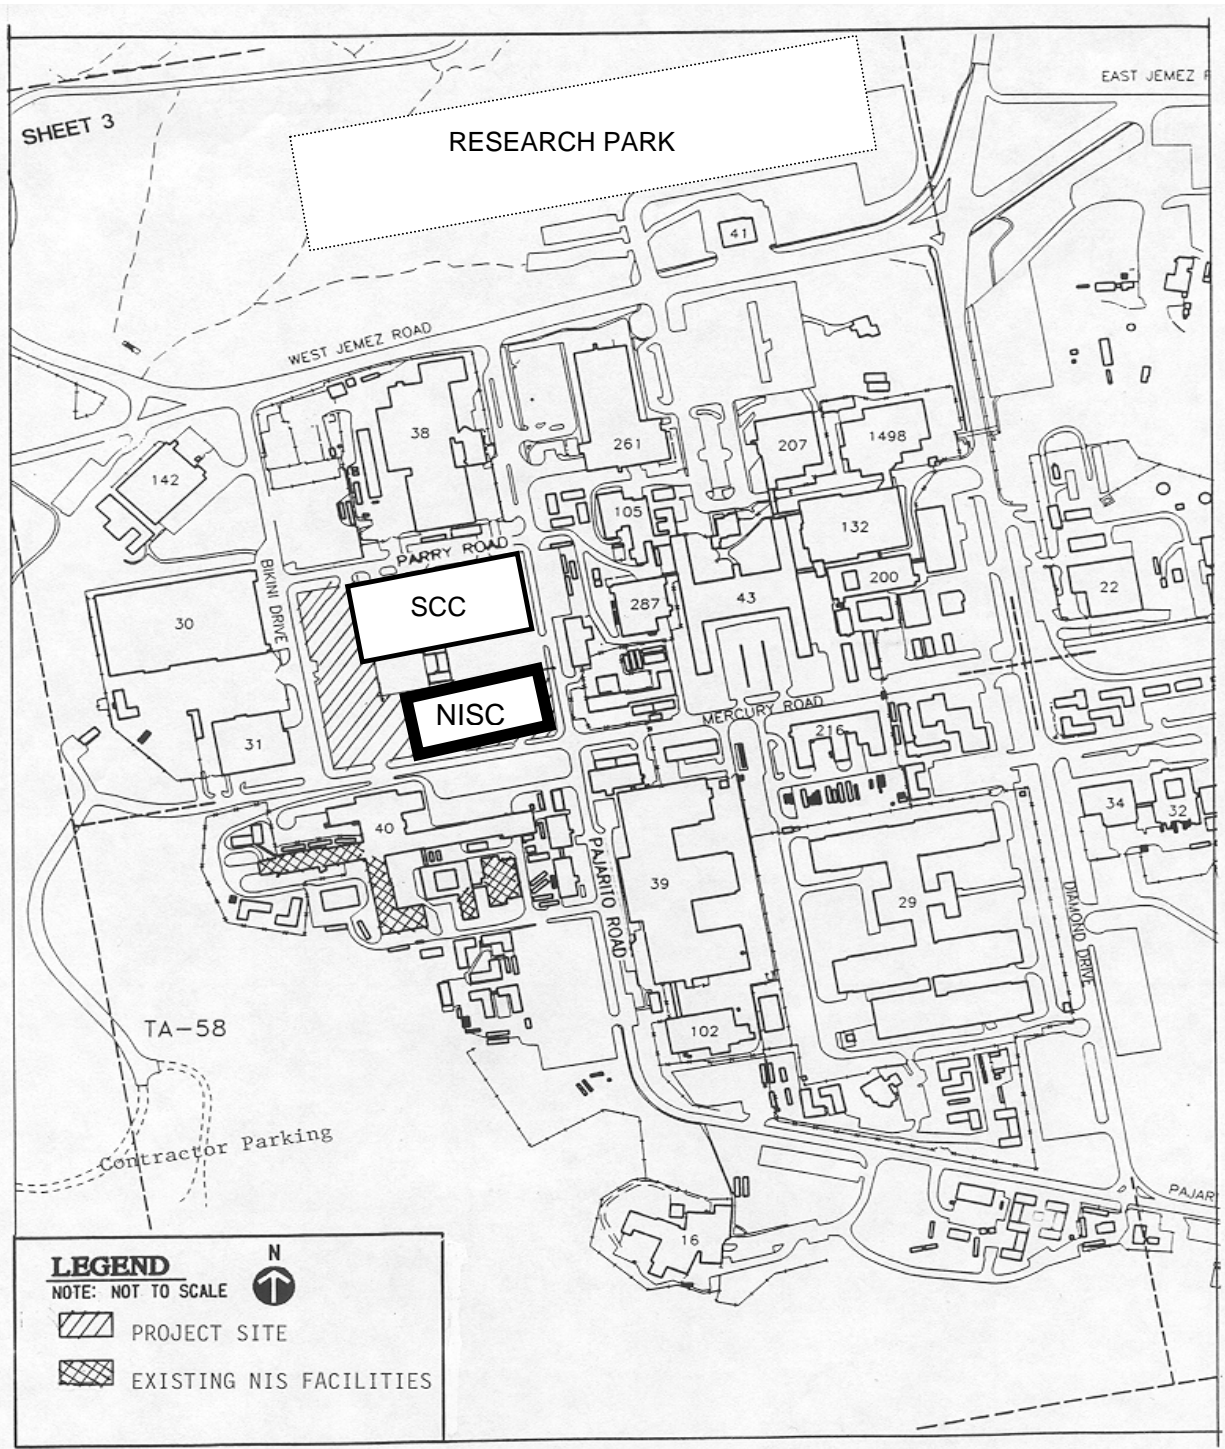 EAST JEMEZ
SHEET 3
RESEARCH PARK
41
WEST JEMEZ ROAD
38
261
207
1498
142
105
132
PARRY ROAD
BIKINI DRIVE
200
22
SCC
287
43
30
NISC
MERCURY ROAD
216
31
34
32
40
PAJARITO ROAD
39
29
DIAMOND DRIVE
TA-58
102
Contractor Parking
PAJAR
16
LEGEND
N
NOTE: NOT TO SCALE
PROJECT SITE
EXISTING NIS FACILITIES